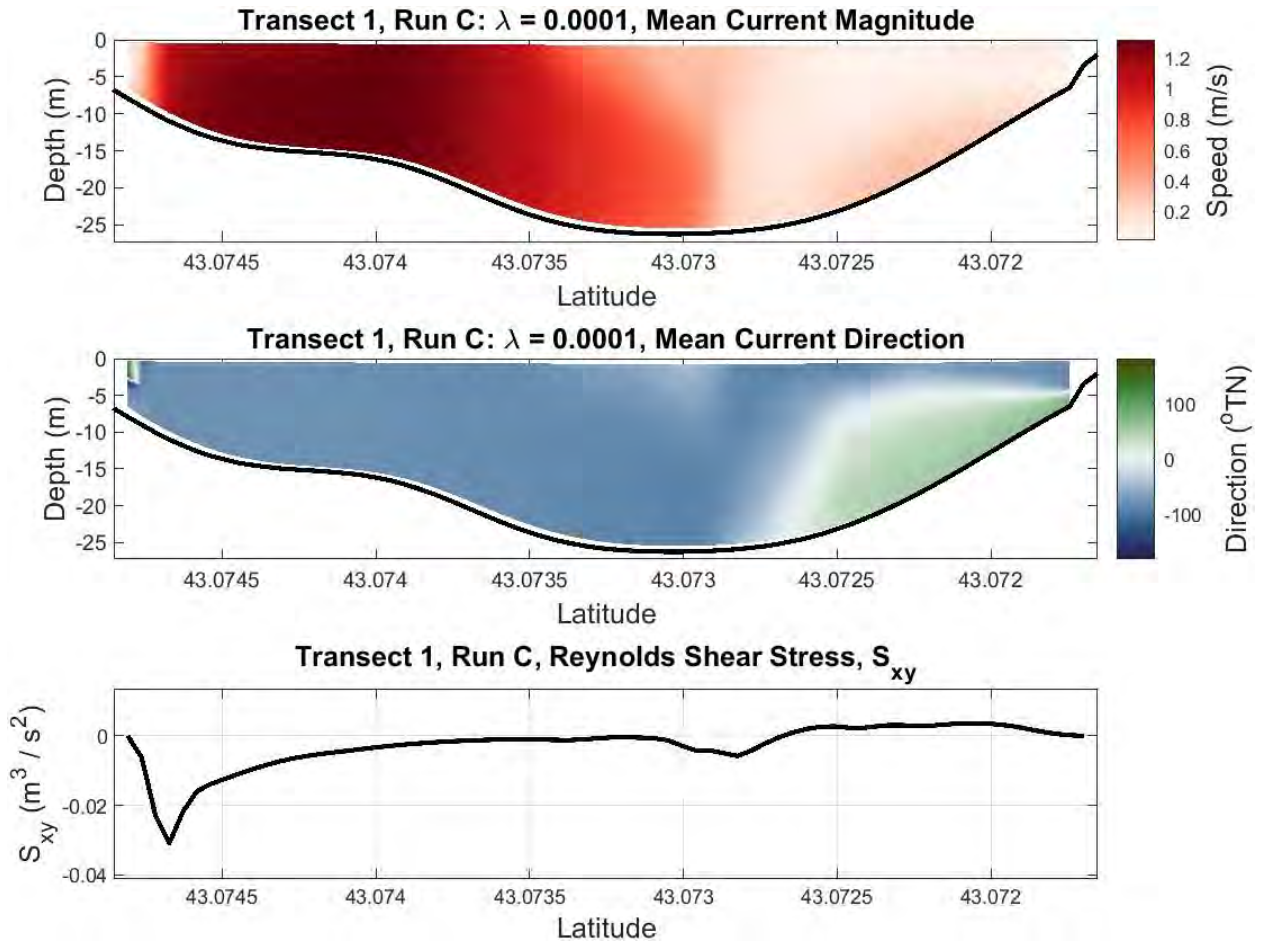 Transect 1, Run C: λ = 0.0001, Mean Current Magnitude
0
-5
-10
-15
-20
-25
Depth (m)
43.0745 43.074 43.0735 43.073 43.0725 43.072
Latitude
1.2
1
0.8
0.6
0.4
0.2
Speed (m/s)
Transect 1, Run C: λ = 0.0001, Mean Current Direction
0
-5
-10
-15
-20
-25
Depth (m)
43.0745 43.074 43.0735 43.073 43.0725 43.072
Latitude
100
0
-100
Direction (°TN)
Transect 1, Run C, Reynolds Shear Stress, S_xy
0
-0.02
-0.04
S_xy (m³ / s²)
43.0745 43.074 43.0735 43.073 43.0725 43.072
Latitude